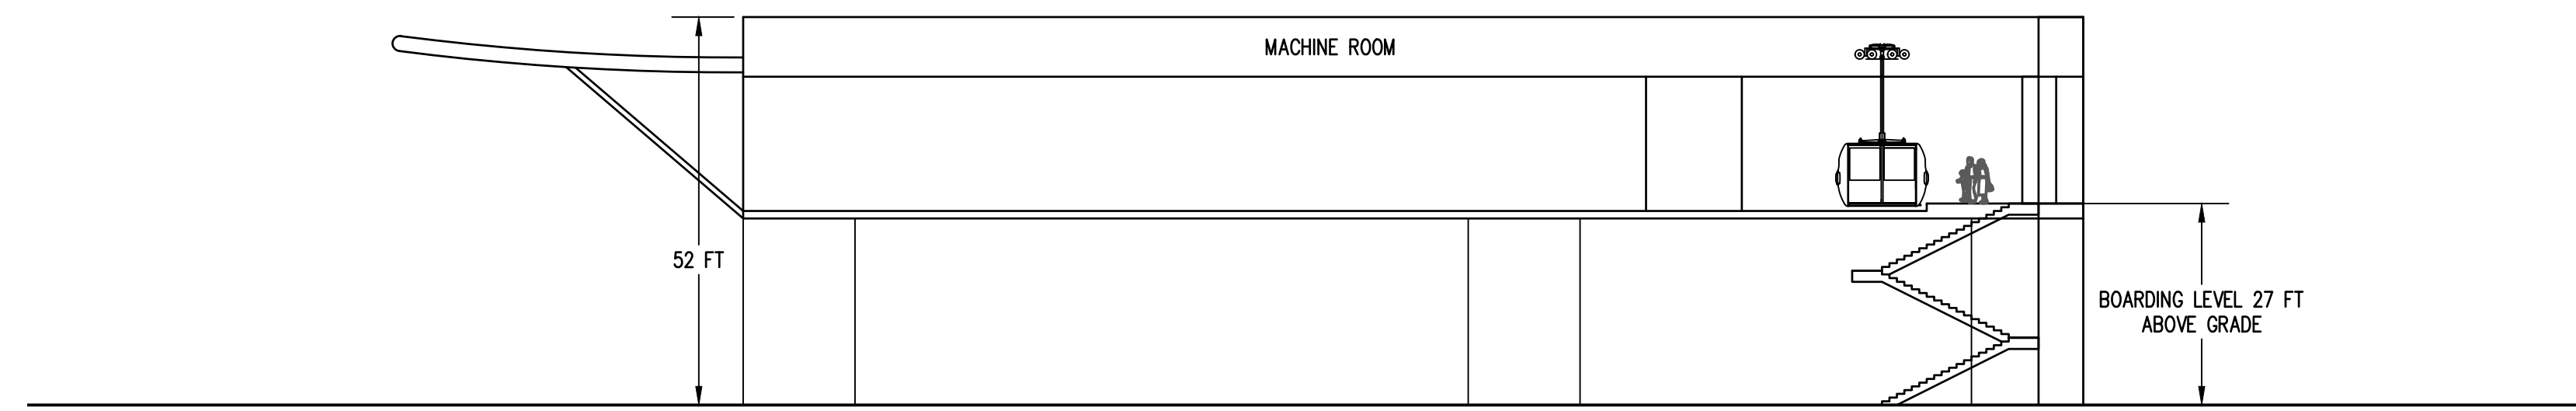 MACHINE ROOM
52 FT
BOARDING LEVEL 27 FT
ABOVE GRADE